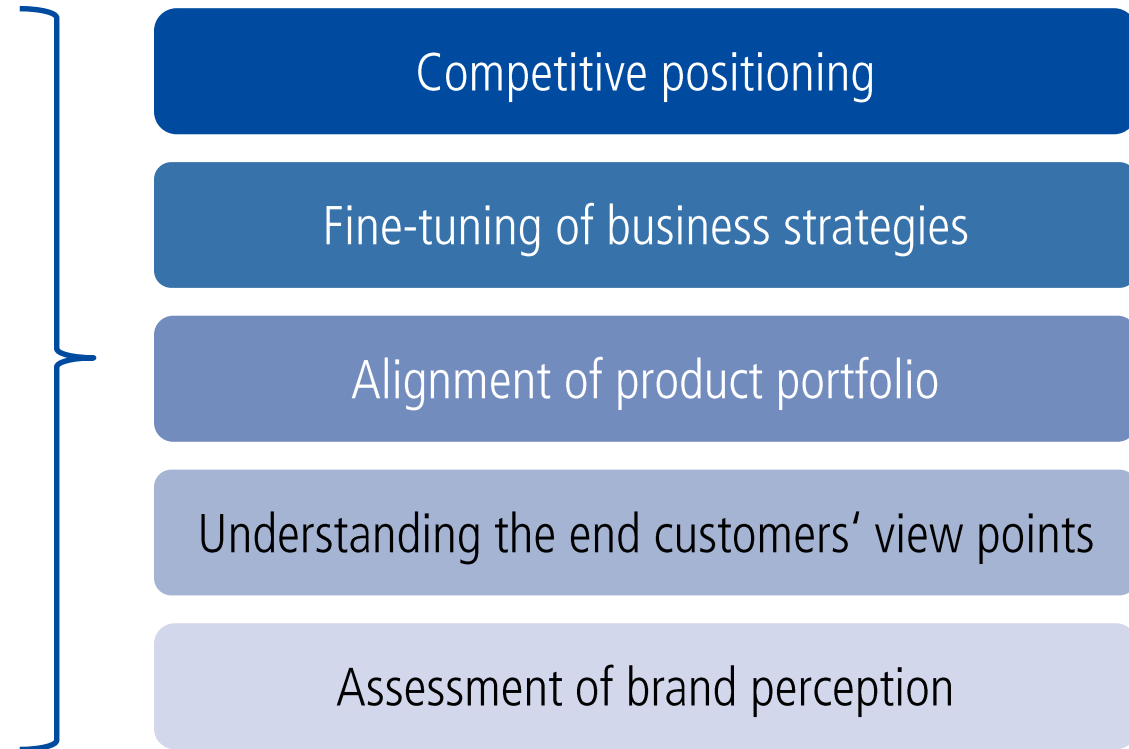 Competitive positioning
Fine-tuning of business strategies
Alignment of product portfolio
Understanding the end customers‘ view points
Assessment of brand perception